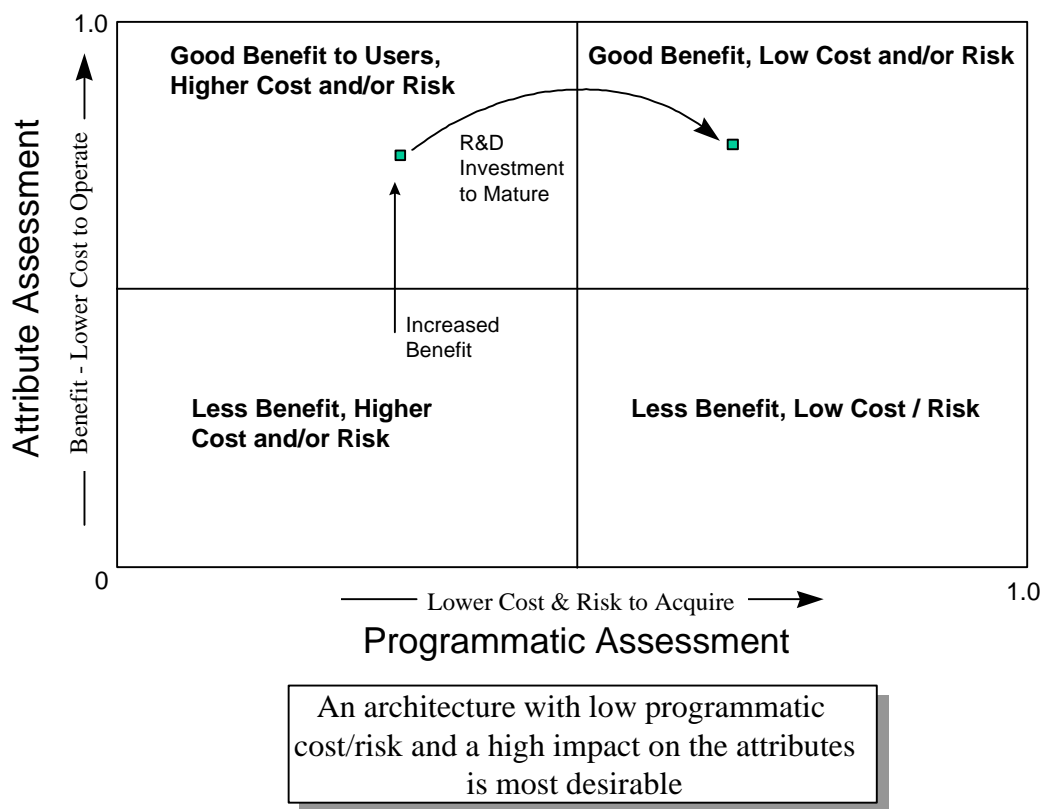 1.0
Good Benefit to Users,
Higher Cost and/or Risk
Good Benefit, Low Cost and/or Risk
R&D
Investment
to Mature
Increased
Benefit
Less Benefit, Higher
Cost and/or Risk
Less Benefit, Low Cost / Risk
Attribute Assessment
Benefit - Lower Cost to Operate
0
1.0
Lower Cost & Risk to Acquire
Programmatic Assessment
An architecture with low programmatic
cost/risk and a high impact on the attributes
is most desirable